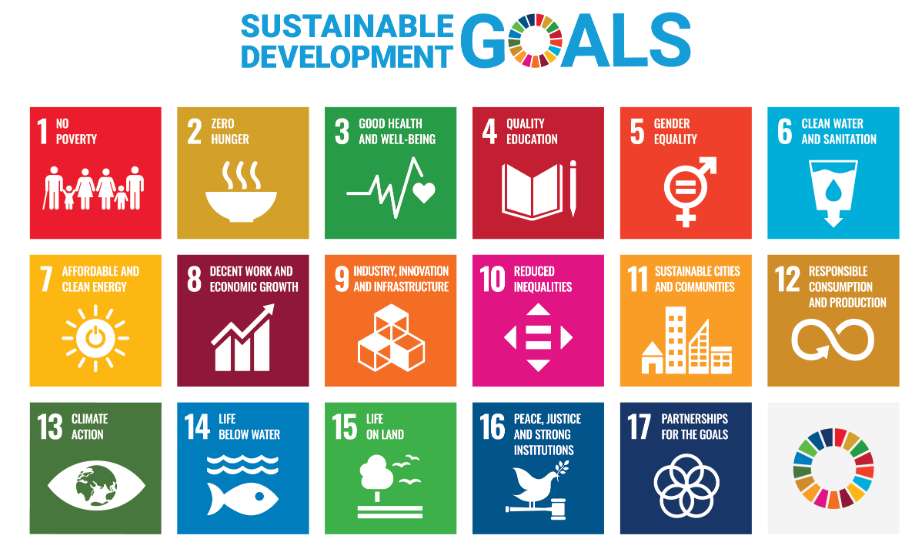 SUSTAINABLE
DEVELOPMENT
GOALS
1 NO
POVERTY
2 ZERO
HUNGER
3 GOOD HEALTH
AND WELL-BEING
4 QUALITY
EDUCATION
5 GENDER
EQUALITY
6 CLEAN WATER
AND SANITATION
7 AFFORDABLE AND
CLEAN ENERGY
8 DECENT WORK AND
ECONOMIC GROWTH
9 INDUSTRY, INNOVATION
AND INFRASTRUCTURE
10 REDUCED
INEQUALITIES
11 SUSTAINABLE CITIES
AND COMMUNITIES
12 RESPONSIBLE
CONSUMPTION
AND PRODUCTION
13 CLIMATE
ACTION
14 LIFE
BELOW WATER
15 LIFE
ON LAND
16 PEACE, JUSTICE
AND STRONG
INSTITUTIONS
17 PARTNERSHIPS
FOR THE GOALS